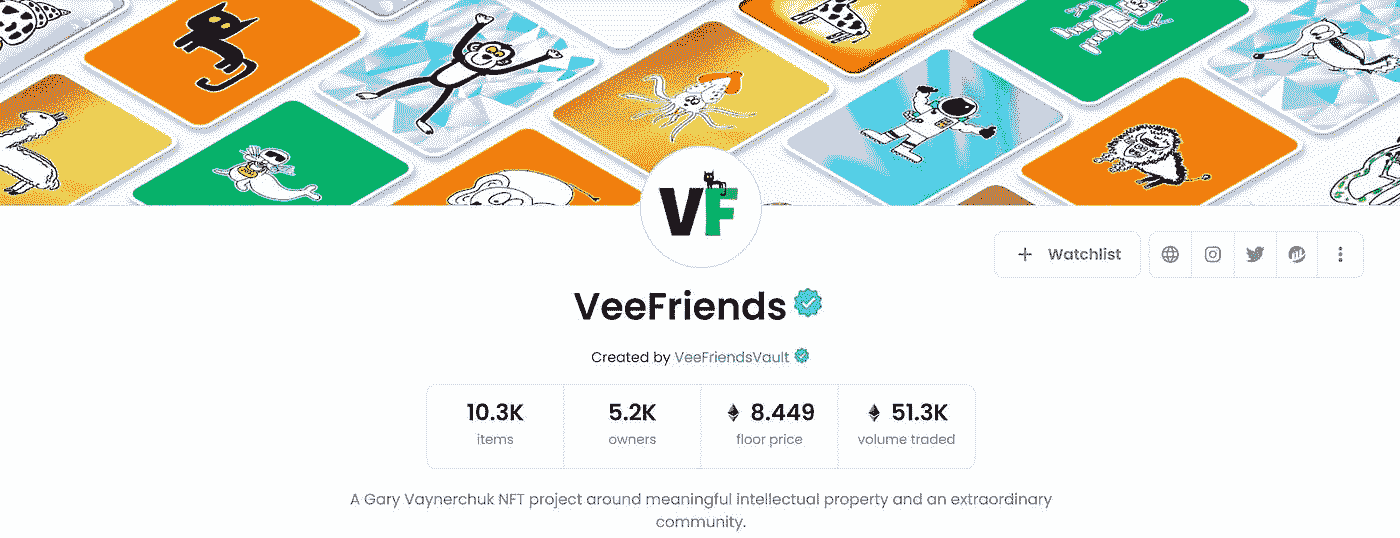 VF
Watchlist
VeeFriends
Created by VeeFriendsVault
10.3K
items
5.2K
owners
8.449
floor price
51.3K
volume traded
A Gary Vaynerchuk NFT project around meaningful intellectual property and an extraordinary
community.